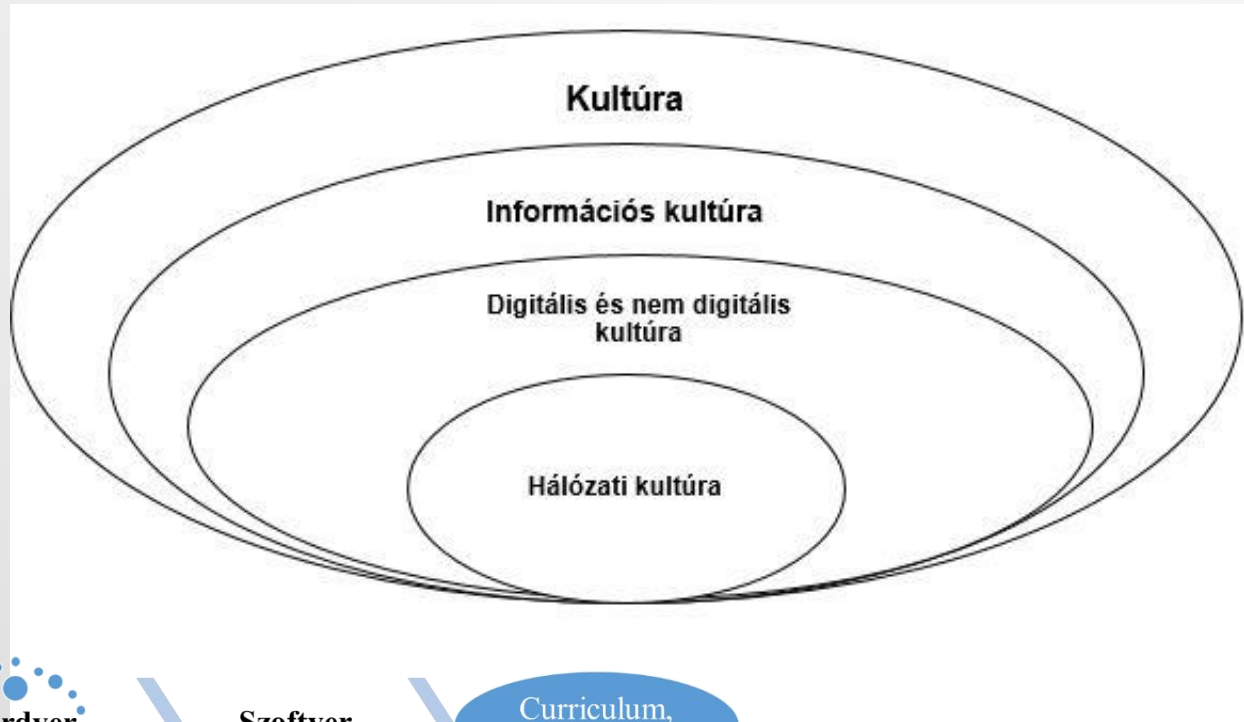 Kultúra
Információs kultúra
Digitális és nem digitális
kultúra
Hálózati kultúra
Szoftver
Curriculum,